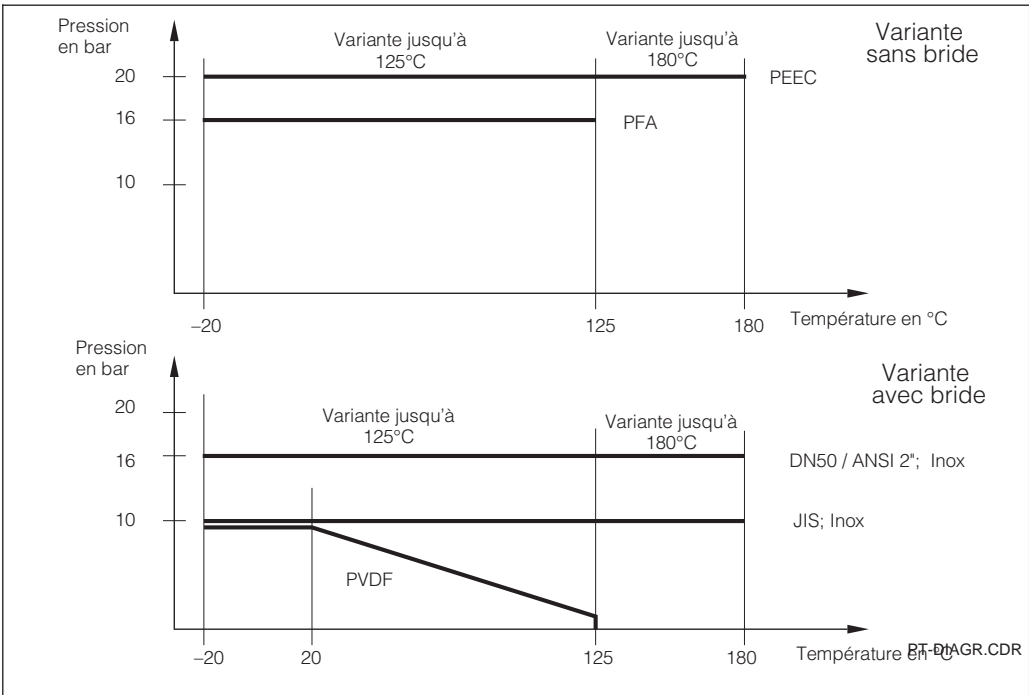 Pression
en bar
Variante jusqu'à
125°C
Variante jusqu'à
180°C
Variante
sans bride
20
PEEC
16
PFA
10
–20
125
180
Température en °C
Pression
en bar
Variante
avec bride
20
Variante jusqu'à
125°C
Variante jusqu'à
180°C
16
DN50 / ANSI 2"; Inox
10
JIS; Inox
PVDF
–20
20
125
180
Température en °C
PT-DIAGR.CDR